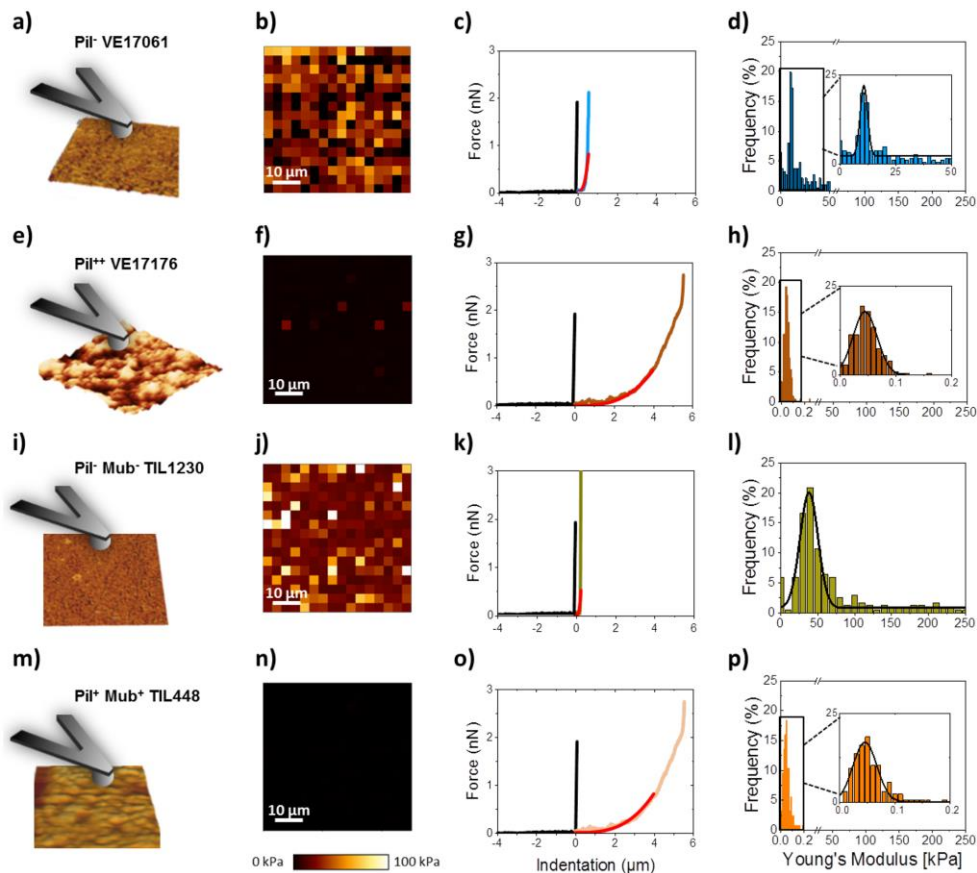 a)
Pil- VE17061
b)
10 µm
c)
Force (nN)
3
2
1
0
-4 -2 0 2 4 6
d)
Frequency (%)
25
20
15
10
5
0
25
0 25 50
0 50 100 150 200 250
e)
Pil++ VE17176
f)
10 µm
g)
Force (nN)
3
2
1
0
-4 -2 0 2 4 6
h)
Frequency (%)
25
20
15
10
5
0
25
0
0.0 0.1 0.2
0.0 0.2 50 100 150 200 250
i)
Pil- Mub- TIL1230
j)
10 µm
k)
Force (nN)
3
2
1
0
-4 -2 0 2 4 6
l)
Frequency (%)
25
20
15
10
5
0
0 50 100 150 200 250
m)
Pil+ Mub+ TIL448
n)
10 µm
0 kPa 100 kPa
o)
Force (nN)
3
2
1
0
-4 -2 0 2 4 6
Indentation (µm)
p)
Frequency (%)
25
20
15
10
5
0
25
0
0.0 0.1 0.2
0.0 0.2 50 100 150 200 250
Young's Modulus [kPa]